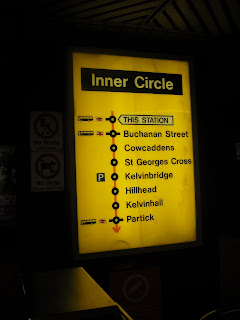 Inner Circle
THIS STATION
Buchanan Street
Cowcaddens
St Georges Cross
P Kelvinbridge
Hillhead
Kelvinhall
Partick